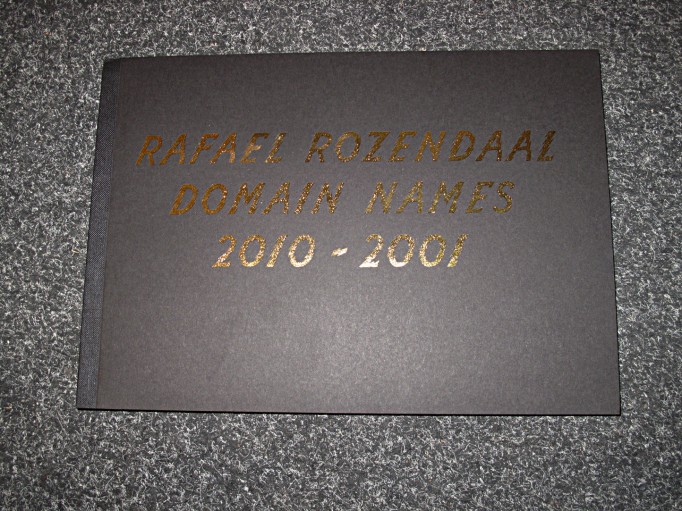 RAFAEL ROZENDAAL
DOMAIN NAMES
2010 - 2001